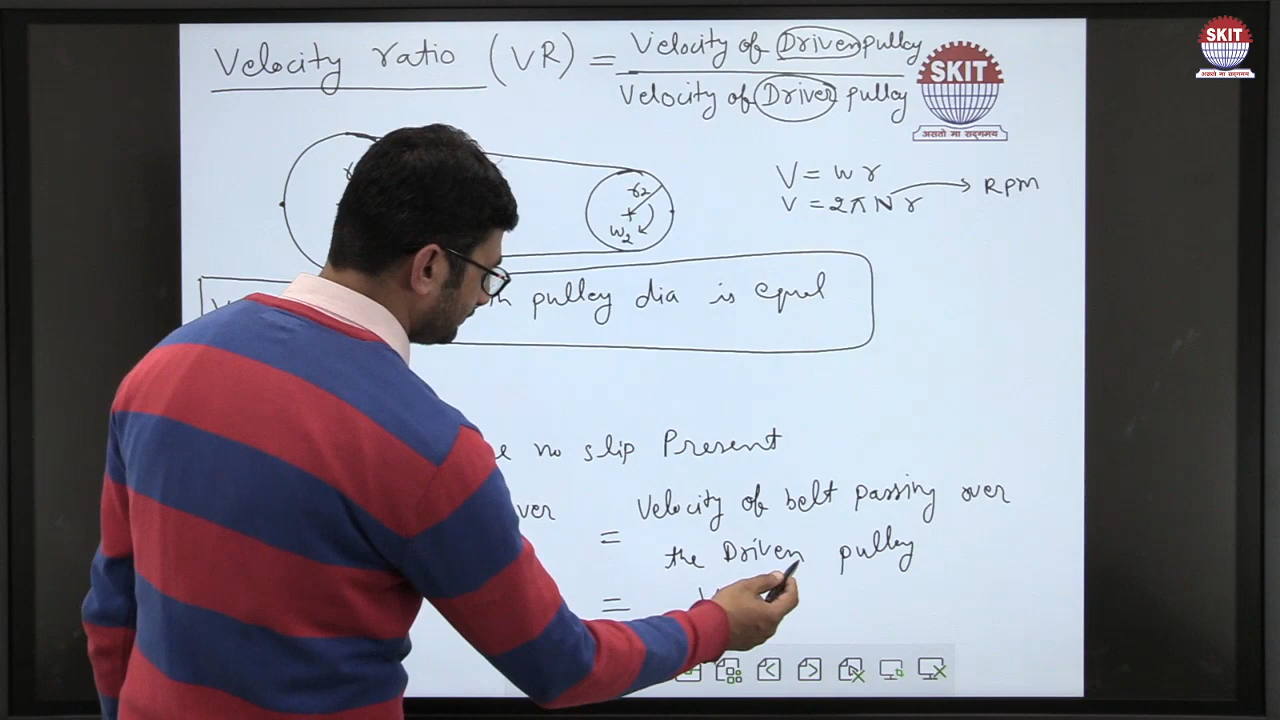 Velocity ratio (VR) = Velocity of Driven pulley
Velocity of Driver pulley
SKIT
असतो मा सद्गमय
SKIT
असतो मा सद्गमय
r2
w2
V = w r
V = 2π N r → RPM
pulley dia is equal
no slip Present
ver = Velocity of belt passing over
the Driven pulley
=